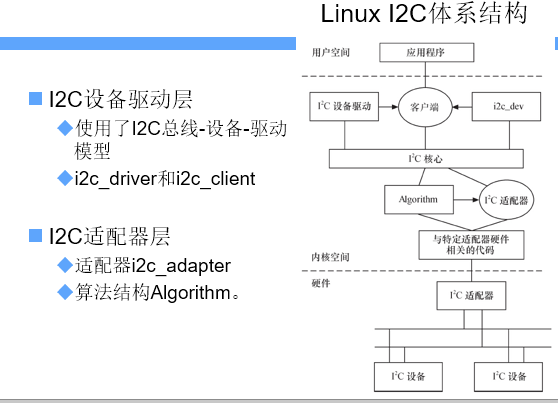 Linux I2C体系结构
I2C设备驱动层
使用了I2C总线-设备-驱动
模型
i2c_driver和i2c_client
I2C适配器层
适配器i2c_adapter
算法结构Algorithm。
用户空间
应用程序
I²C 设备驱动
客户端
i2c_dev
I²C 核心
Algorithm
I²C 适配器
与特定适配器硬件
相关的代码
内核空间
硬件
I²C 适配器
I²C 设备
I²C 设备